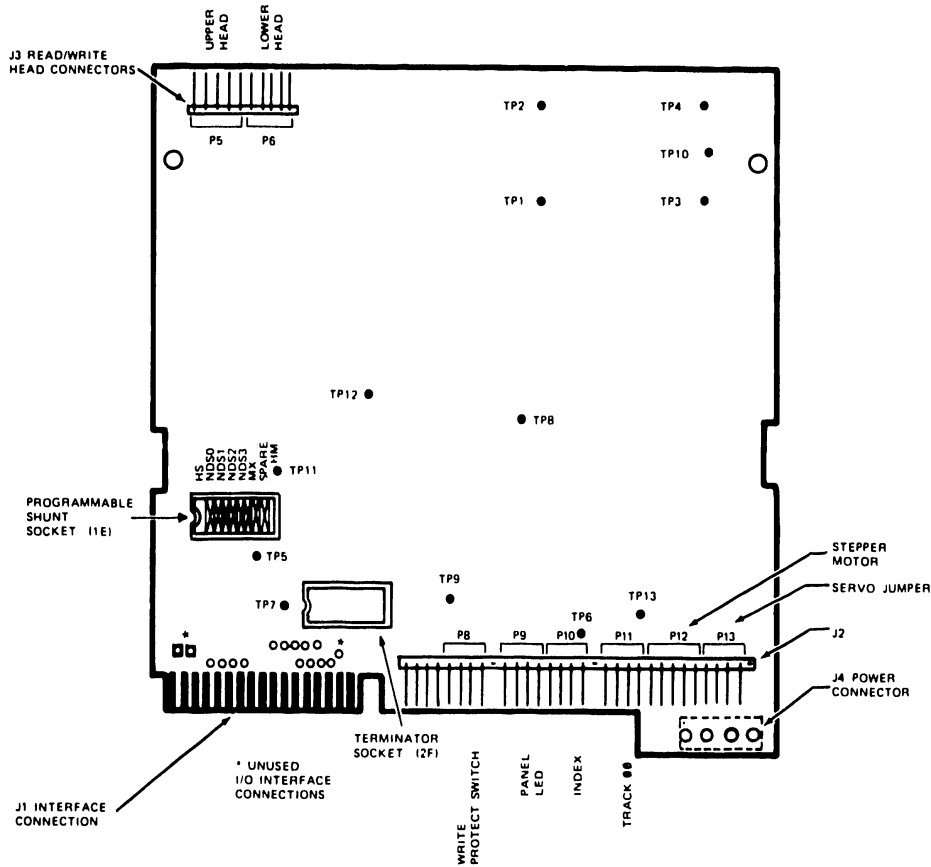 UPPER
HEAD
LOWER
HEAD
J3 READ/WRITE
HEAD CONNECTORS
P5
P6
TP2
TP4
TP10
TP1
TP3
TP12
TP8
HS
NDS0
NDS1
NDS2
NDS3
MX
SPARE
HM
TP11
PROGRAMMABLE
SHUNT
SOCKET (1E)
TP5
TP7
TP9
TP6
TP13
STEPPER
MOTOR
SERVO JUMPER
P8
P9
P10
P11
P12
P13
J2
J4 POWER
CONNECTOR
*
*
TERMINATOR
SOCKET (2F)
* UNUSED
I/O INTERFACE
CONNECTIONS
J1 INTERFACE
CONNECTION
WRITE
PROTECT SWITCH
PANEL
LED
INDEX
TRACK 00